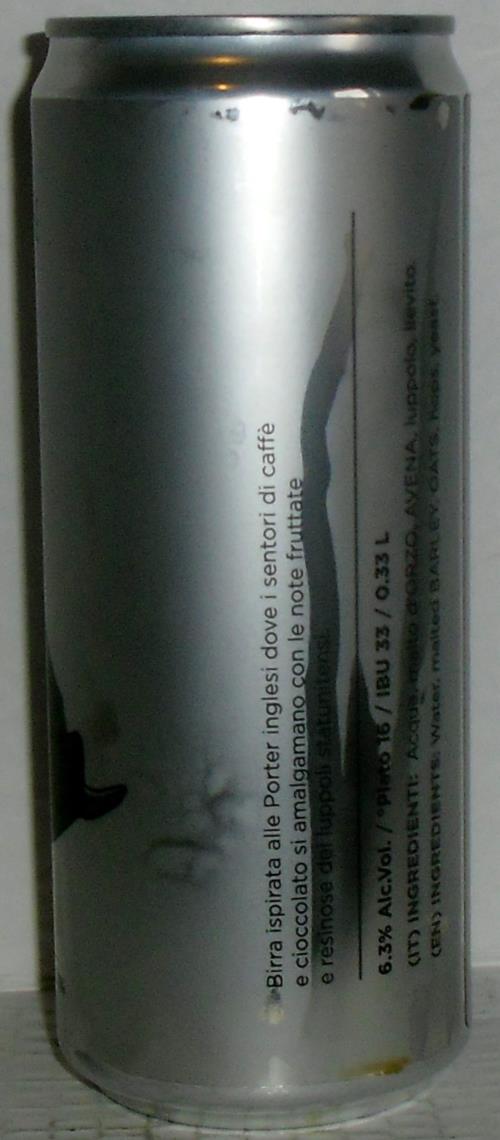 Birra ispirata alle Porter inglesi dove i sentori di caffè
e cioccolato si amalgamano con le note fruttate
e resinose dei luppoli statunitensi.
6.3% Alc.Vol. / °Plato 16 / IBU 33 / 0.33 L
(IT) INGREDIENTI: Acqua, malto d'ORZO, AVENA, luppolo, lievito.
(EN) INGREDIENTS: Water, malted BARLEY, OATS, hops, yeast.